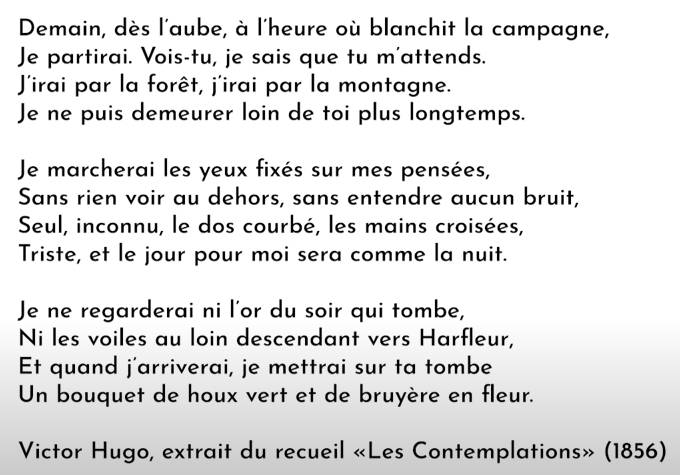 Demain, dès l'aube, à l'heure où blanchit la campagne,
Je partirai. Vois-tu, je sais que tu m'attends.
J'irai par la forêt, j'irai par la montagne.
Je ne puis demeurer loin de toi plus longtemps.

Je marcherai les yeux fixés sur mes pensées,
Sans rien voir au dehors, sans entendre aucun bruit,
Seul, inconnu, le dos courbé, les mains croisées,
Triste, et le jour pour moi sera comme la nuit.

Je ne regarderai ni l'or du soir qui tombe,
Ni les voiles au loin descendant vers Harfleur,
Et quand j'arriverai, je mettrai sur ta tombe
Un bouquet de houx vert et de bruyère en fleur.

Victor Hugo, extrait du recueil «Les Contemplations» (1856)